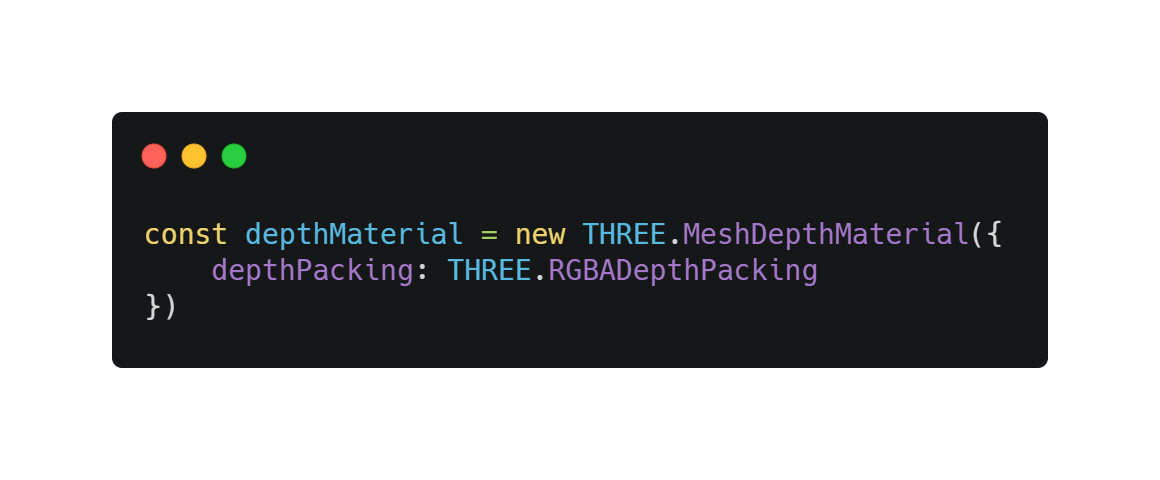 const depthMaterial = new THREE.MeshDepthMaterial({
    depthPacking: THREE.RGBADepthPacking
})